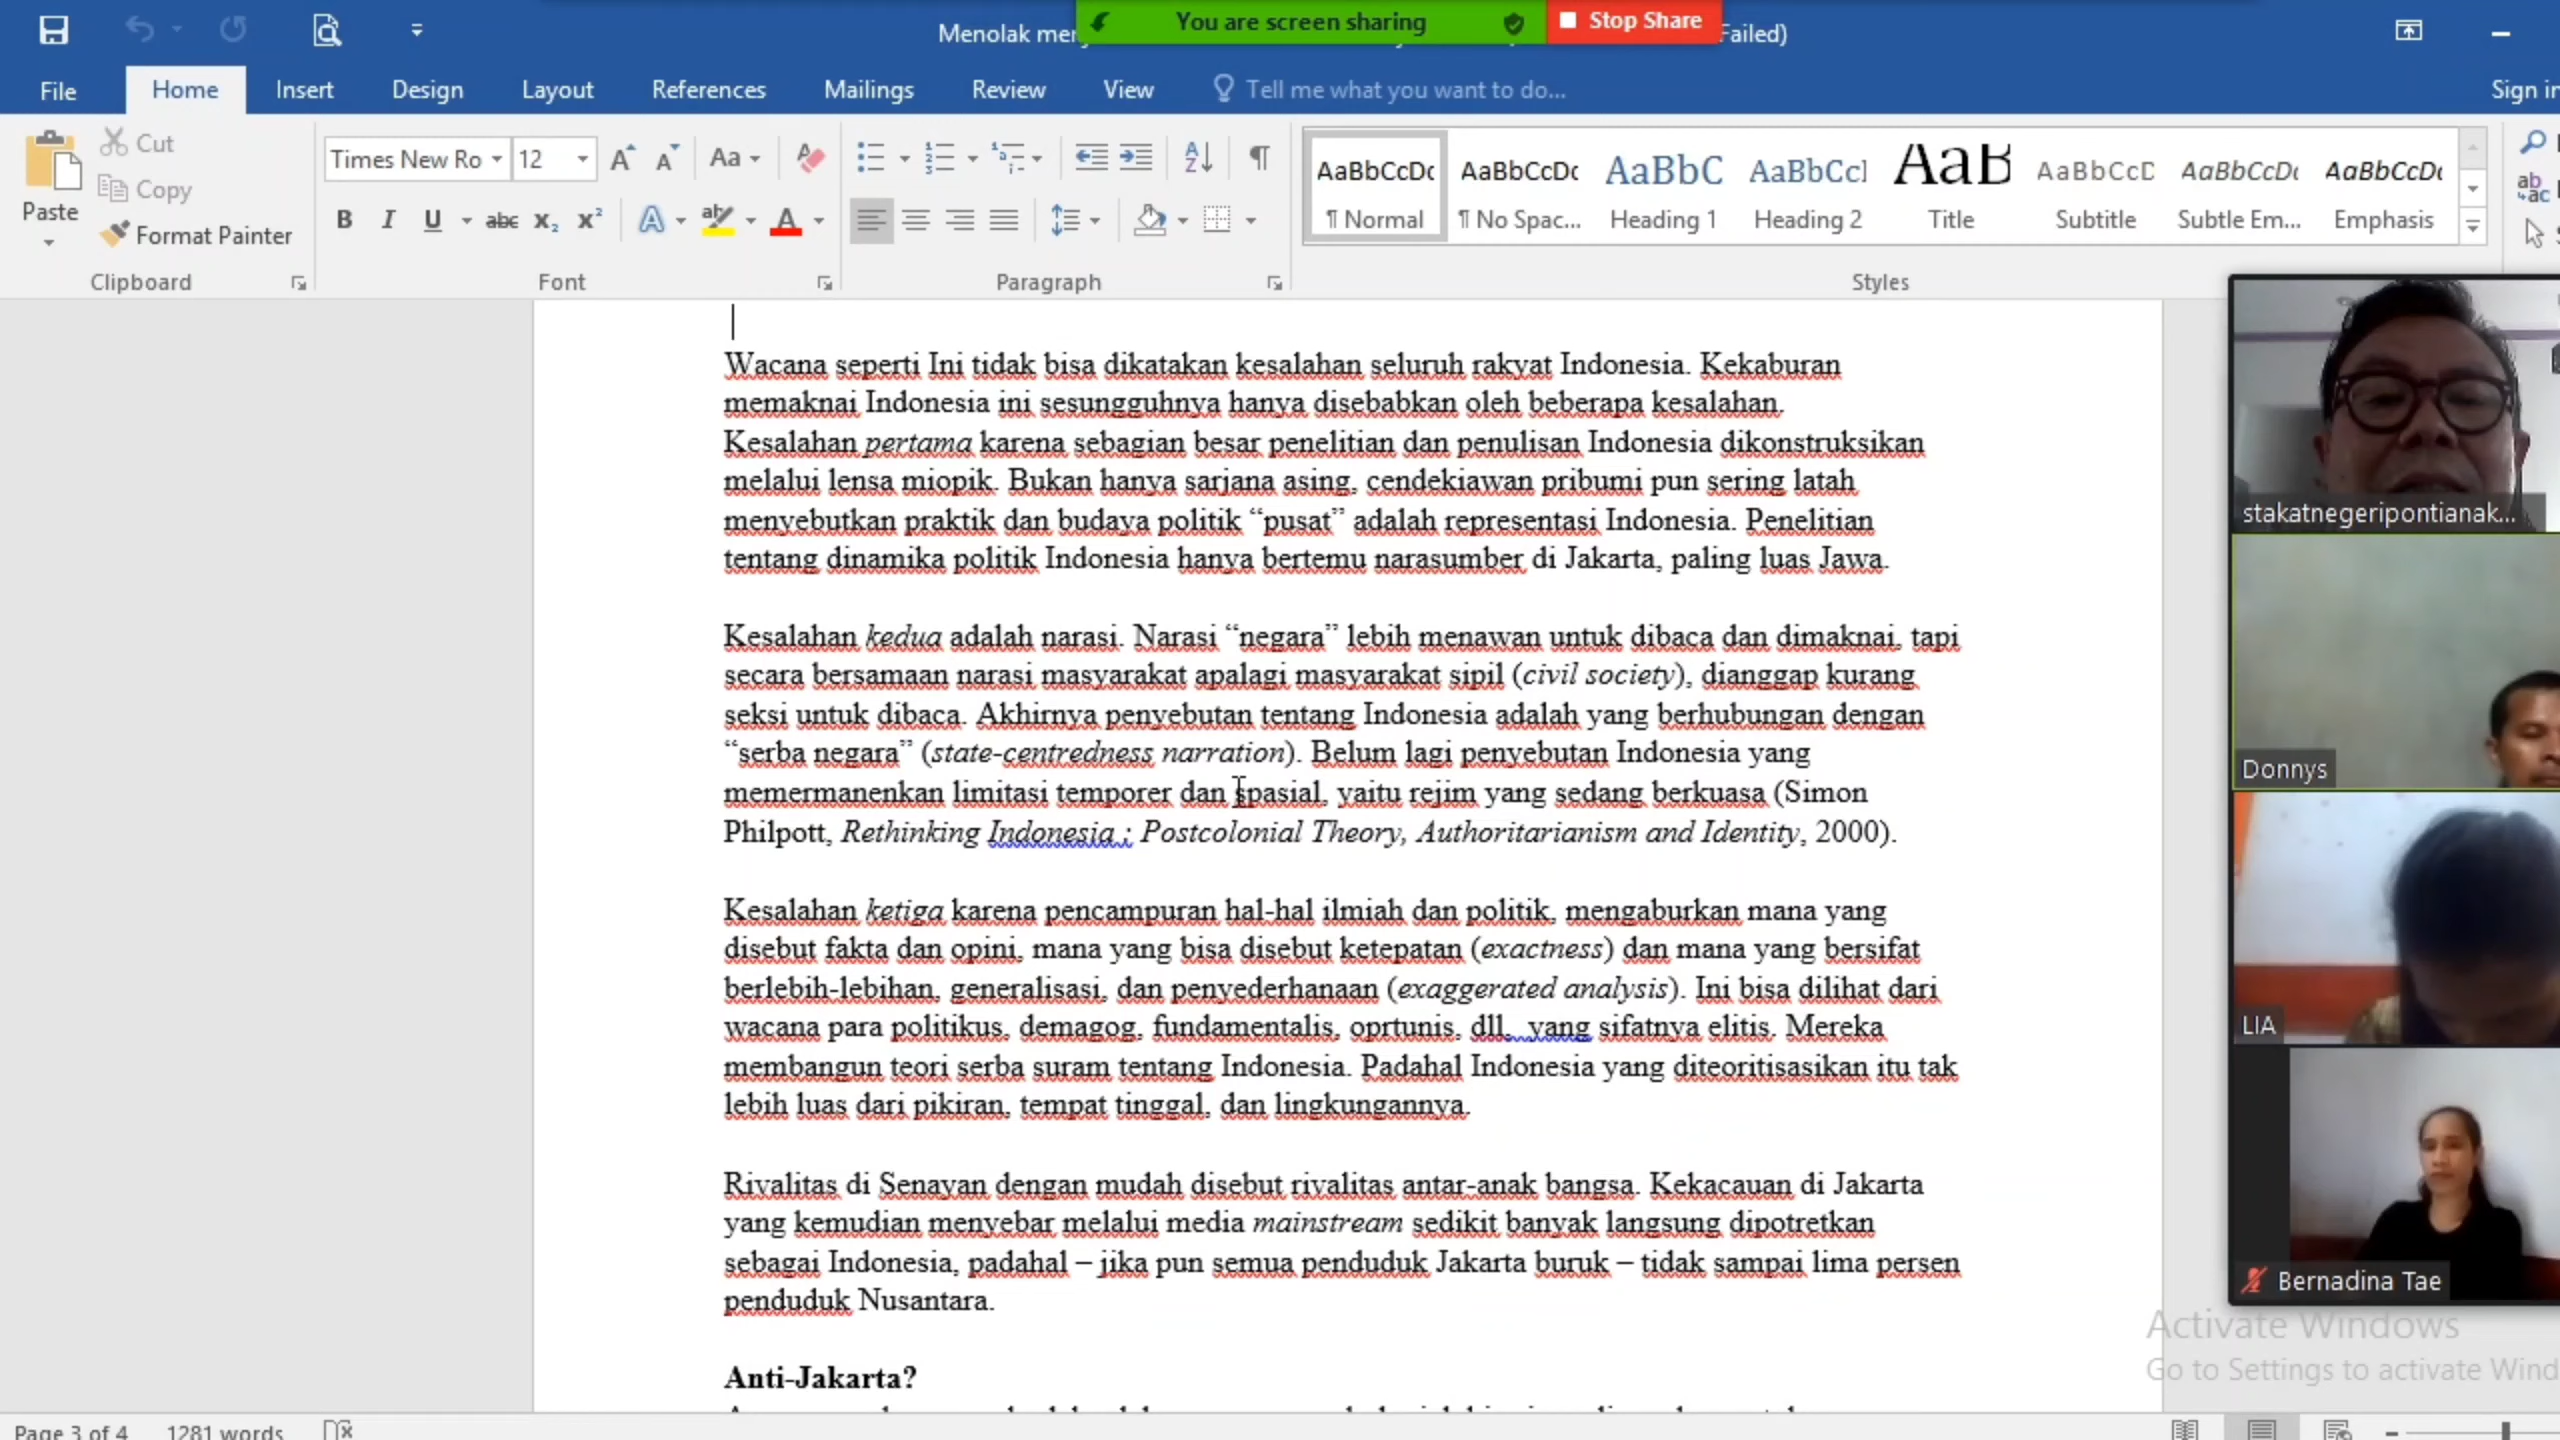 Menolak
You are screen sharing
Stop Share
Failed)
File
Home
Insert
Design
Layout
References
Mailings
Review
View
Tell me what you want to do...
Sign in
Paste
Cut
Copy
Format Painter
Clipboard
Times New Ro
12
Font
Paragraph
AaBbCcDc
¶ Normal
AaBbCcDc
¶ No Spac...
AaBbC
Heading 1
AaBbCcI
Heading 2
AaB
Title
AaBbCcD
Subtitle
AaBbCcDc
Subtle Em...
AaBbCcDc
Emphasis
Styles
Wacana seperti Ini tidak bisa dikatakan kesalahan seluruh rakyat Indonesia. Kekaburan
memaknai Indonesia ini sesungguhnya hanya disebabkan oleh beberapa kesalahan.
Kesalahan pertama karena sebagian besar penelitian dan penulisan Indonesia dikonstruksikan
melalui lensa miopik. Bukan hanya sarjana asing, cendekiawan pribumi pun sering latah
menyebutkan praktik dan budaya politik “pusat” adalah representasi Indonesia. Penelitian
tentang dinamika politik Indonesia hanya bertemu narasumber di Jakarta, paling luas Jawa.
Kesalahan kedua adalah narasi. Narasi “negara” lebih menawan untuk dibaca dan dimaknai, tapi
secara bersamaan narasi masyarakat apalagi masyarakat sipil (civil society), dianggap kurang
seksi untuk dibaca. Akhirnya penyebutan tentang Indonesia adalah yang berhubungan dengan
“serba negara” (state-centredness narration). Belum lagi penyebutan Indonesia yang
memermanenkan limitasi temporer dan spasial, yaitu rejim yang sedang berkuasa (Simon
Philpott, Rethinking Indonesia ; Postcolonial Theory, Authoritarianism and Identity, 2000).
Kesalahan ketiga karena pencampuran hal-hal ilmiah dan politik, mengaburkan mana yang
disebut fakta dan opini, mana yang bisa disebut ketepatan (exactness) dan mana yang bersifat
berlebih-lebihan, generalisasi, dan penyederhanaan (exaggerated analysis). Ini bisa dilihat dari
wacana para politikus, demagog, fundamentalis, oprtunis, dll, yang sifatnya elitis. Mereka
membangun teori serba suram tentang Indonesia. Padahal Indonesia yang diteoritisasikan itu tak
lebih luas dari pikiran, tempat tinggal, dan lingkungannya.
Rivalitas di Senayan dengan mudah disebut rivalitas antar-anak bangsa. Kekacauan di Jakarta
yang kemudian menyebar melalui media mainstream sedikit banyak langsung dipotretkan
sebagai Indonesia, padahal – jika pun semua penduduk Jakarta buruk – tidak sampai lima persen
penduduk Nusantara.
Anti-Jakarta?
stakatnegeripontianak...
Donnys
LIA
Bernadina Tae
Activate Windows
Go to Settings to activate Wind
Page 3 of 4
1281 words